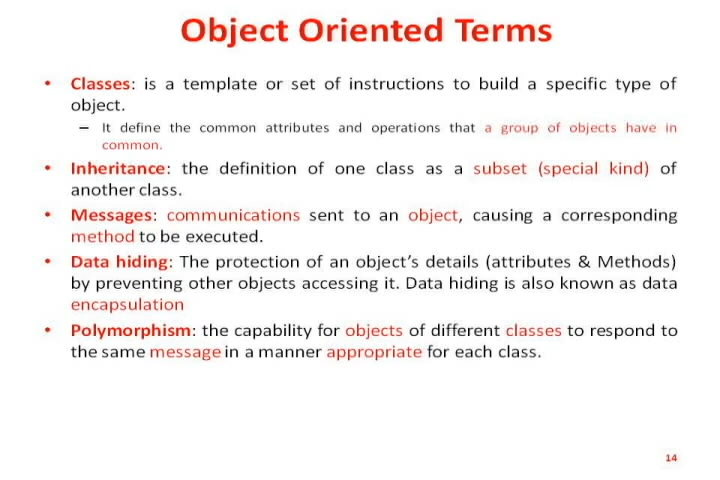 Object Oriented Terms
• Classes: is a template or set of instructions to build a specific type of
object.
– It define the common attributes and operations that a group of objects have in
common.
• Inheritance: the definition of one class as a subset (special kind) of
another class.
• Messages: communications sent to an object, causing a corresponding
method to be executed.
• Data hiding: The protection of an object’s details (attributes & Methods)
by preventing other objects accessing it. Data hiding is also known as data
encapsulation
• Polymorphism: the capability for objects of different classes to respond to
the same message in a manner appropriate for each class.
14